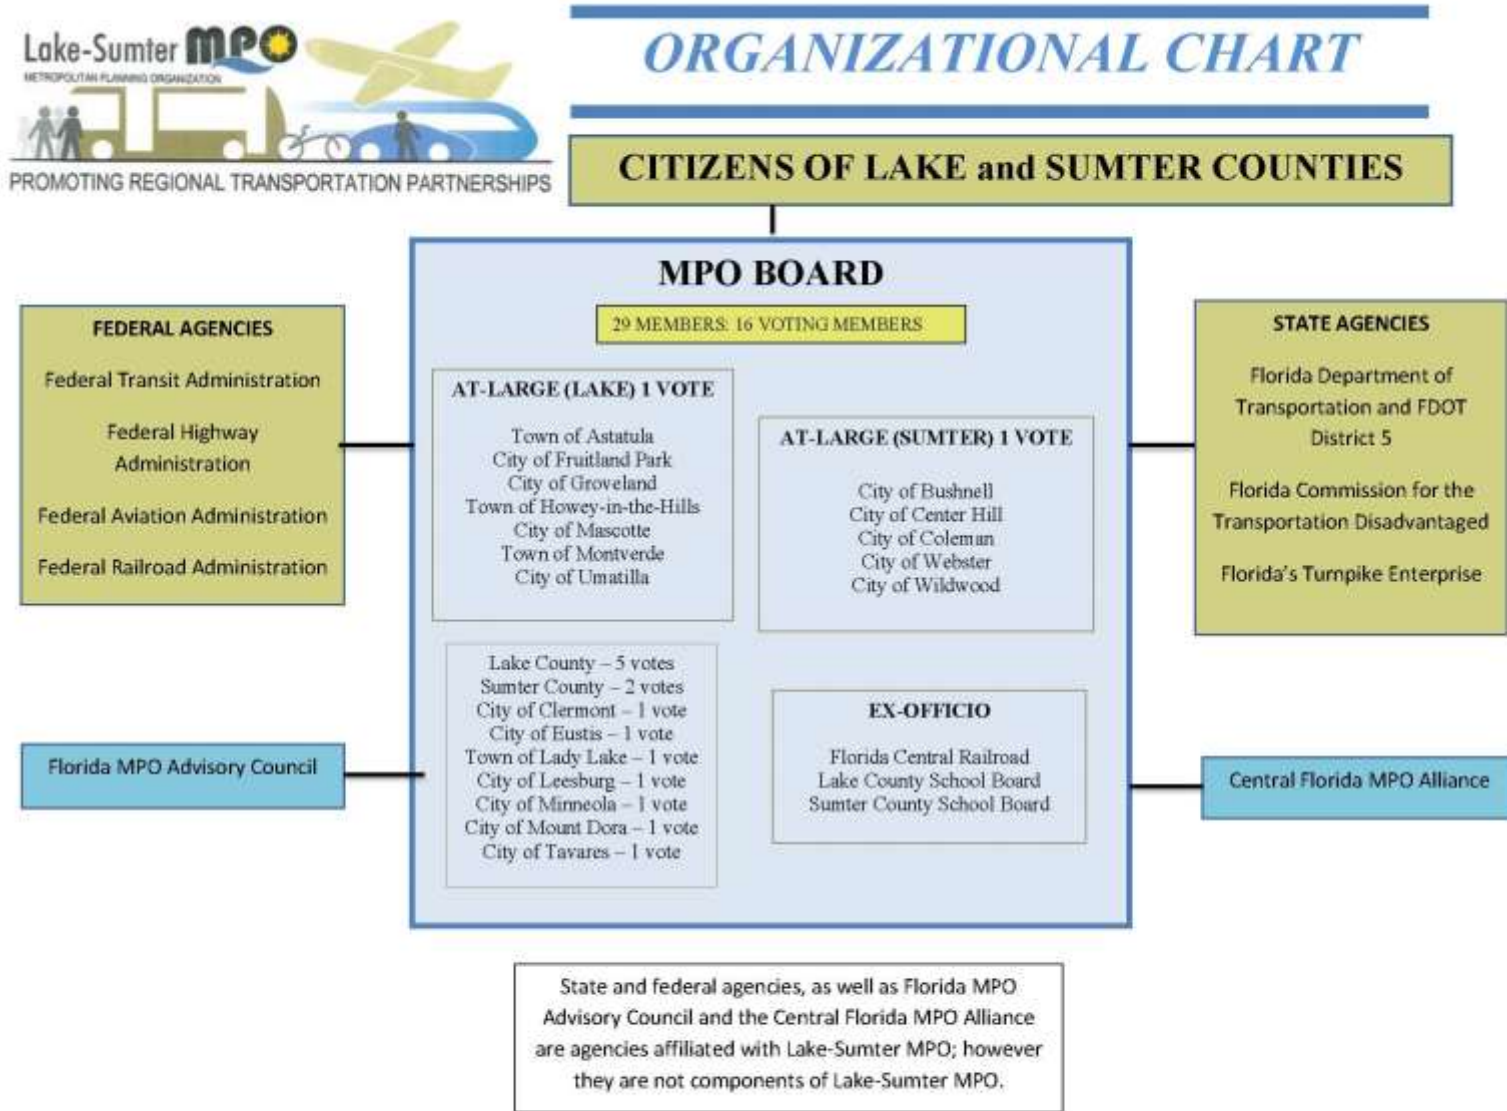 Lake-Sumter MPO
METROPOLITAN PLANNING ORGANIZATION
PROMOTING REGIONAL TRANSPORTATION PARTNERSHIPS
ORGANIZATIONAL CHART
CITIZENS OF LAKE and SUMTER COUNTIES
MPO BOARD
29 MEMBERS: 16 VOTING MEMBERS
FEDERAL AGENCIES
Federal Transit Administration
Federal Highway
Administration
Federal Aviation Administration
Federal Railroad Administration
AT-LARGE (LAKE) 1 VOTE
Town of Astatula
City of Fruitland Park
City of Groveland
Town of Howey-in-the-Hills
City of Mascotte
Town of Montverde
City of Umatilla
AT-LARGE (SUMTER) 1 VOTE
City of Bushnell
City of Center Hill
City of Coleman
City of Webster
City of Wildwood
STATE AGENCIES
Florida Department of
Transportation and FDOT
District 5
Florida Commission for the
Transportation Disadvantaged
Florida's Turnpike Enterprise
Florida MPO Advisory Council
Lake County – 5 votes
Sumter County – 2 votes
City of Clermont – 1 vote
City of Eustis – 1 vote
Town of Lady Lake – 1 vote
City of Leesburg – 1 vote
City of Minneola – 1 vote
City of Mount Dora – 1 vote
City of Tavares – 1 vote
EX-OFFICIO
Florida Central Railroad
Lake County School Board
Sumter County School Board
Central Florida MPO Alliance
State and federal agencies, as well as Florida MPO
Advisory Council and the Central Florida MPO Alliance
are agencies affiliated with Lake-Sumter MPO; however
they are not components of Lake-Sumter MPO.